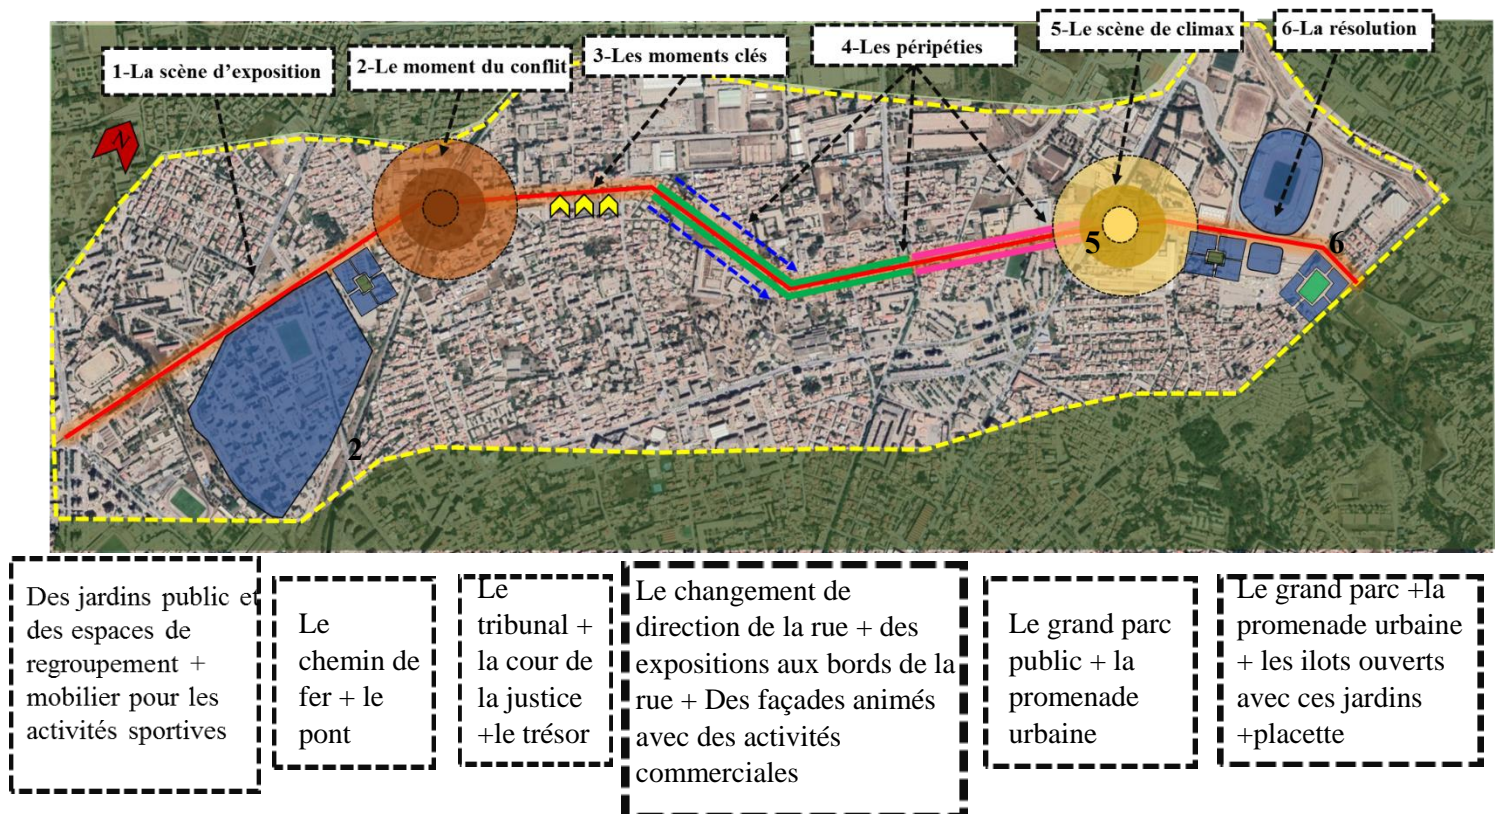 1-La scène d'exposition
2-Le moment du conflit
3-Les moments clés
4-Les péripéties
5-Le scène de climax
6-La résolution
N
5
6
2
Des jardins public et
des espaces de
regroupement +
mobilier pour les
activités sportives
Le
chemin de
fer + le
pont
Le
tribunal +
la cour de
la justice
+le trésor
Le changement de
direction de la rue + des
expositions aux bords de la
rue + Des façades animés
avec des activités
commerciales
Le grand parc
public + la
promenade
urbaine
Le grand parc +la
promenade urbaine
+ les ilots ouverts
avec ces jardins
+placette